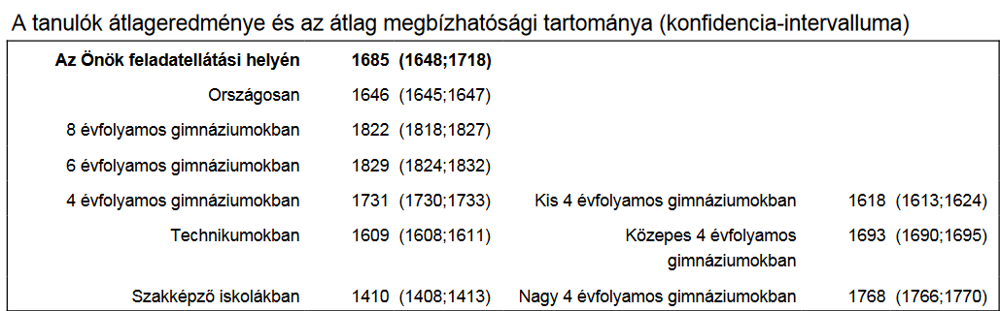 A tanulók átlageredménye és az átlag megbízhatósági tartománya (konfidencia-intervalluma)
Az Önök feladatellátási helyén 1685 (1648;1718)
Országosan 1646 (1645;1647)
8 évfolyamos gimnáziumokban 1822 (1818;1827)
6 évfolyamos gimnáziumokban 1829 (1824;1832)
4 évfolyamos gimnáziumokban 1731 (1730;1733) Kis 4 évfolyamos gimnáziumokban 1618 (1613;1624)
Technikumokban 1609 (1608;1611) Közepes 4 évfolyamos 1693 (1690;1695)
gimnáziumokban
Szakképző iskolákban 1410 (1408;1413) Nagy 4 évfolyamos gimnáziumokban 1768 (1766;1770)